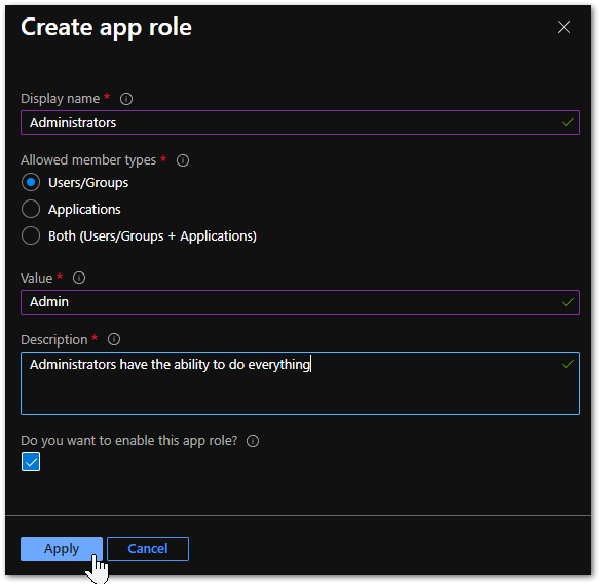 Create app role
Display name *
Administrators
Allowed member types *
Users/Groups
Applications
Both (Users/Groups + Applications)
Value *
Admin
Description *
Administrators have the ability to do everything
Do you want to enable this app role?
Apply
Cancel